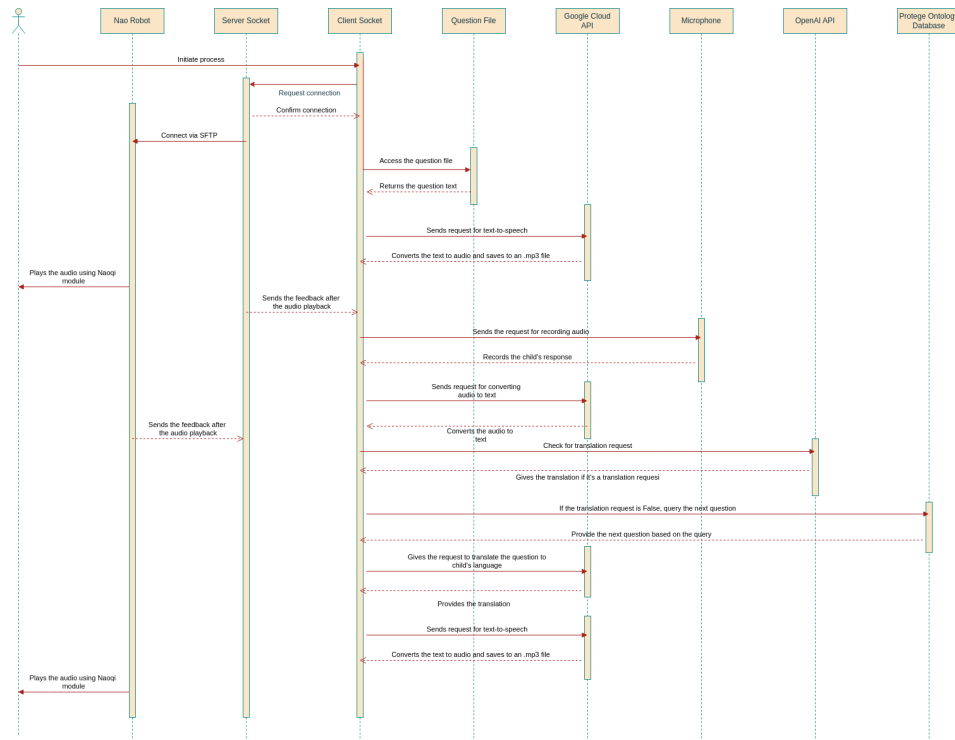 Nao Robot
Server Socket
Client Socket
Question File
Google Cloud
API
Microphone
OpenAI API
Protege Ontology
Database
Initiate process
Request connection
Confirm connection
Connect via SFTP
Access the question file
Returns the question text
Sends request for text-to-speech
Converts the text to audio and saves to an .mp3 file
Plays the audio using Naoqi
module
Sends the feedback after
the audio playback
Sends the request for recording audio
Records the child's response
Sends request for converting
audio to text
Converts the audio to
text
Sends the feedback after
the audio playback
Check for translation request
Gives the translation if it's a translation requesi
If the translation request is False, query the next question
Provide the next question based on the query
Gives the request to translate the question to
child's language
Provides the translation
Sends request for text-to-speech
Converts the text to audio and saves to an .mp3 file
Plays the audio using Naoqi
module